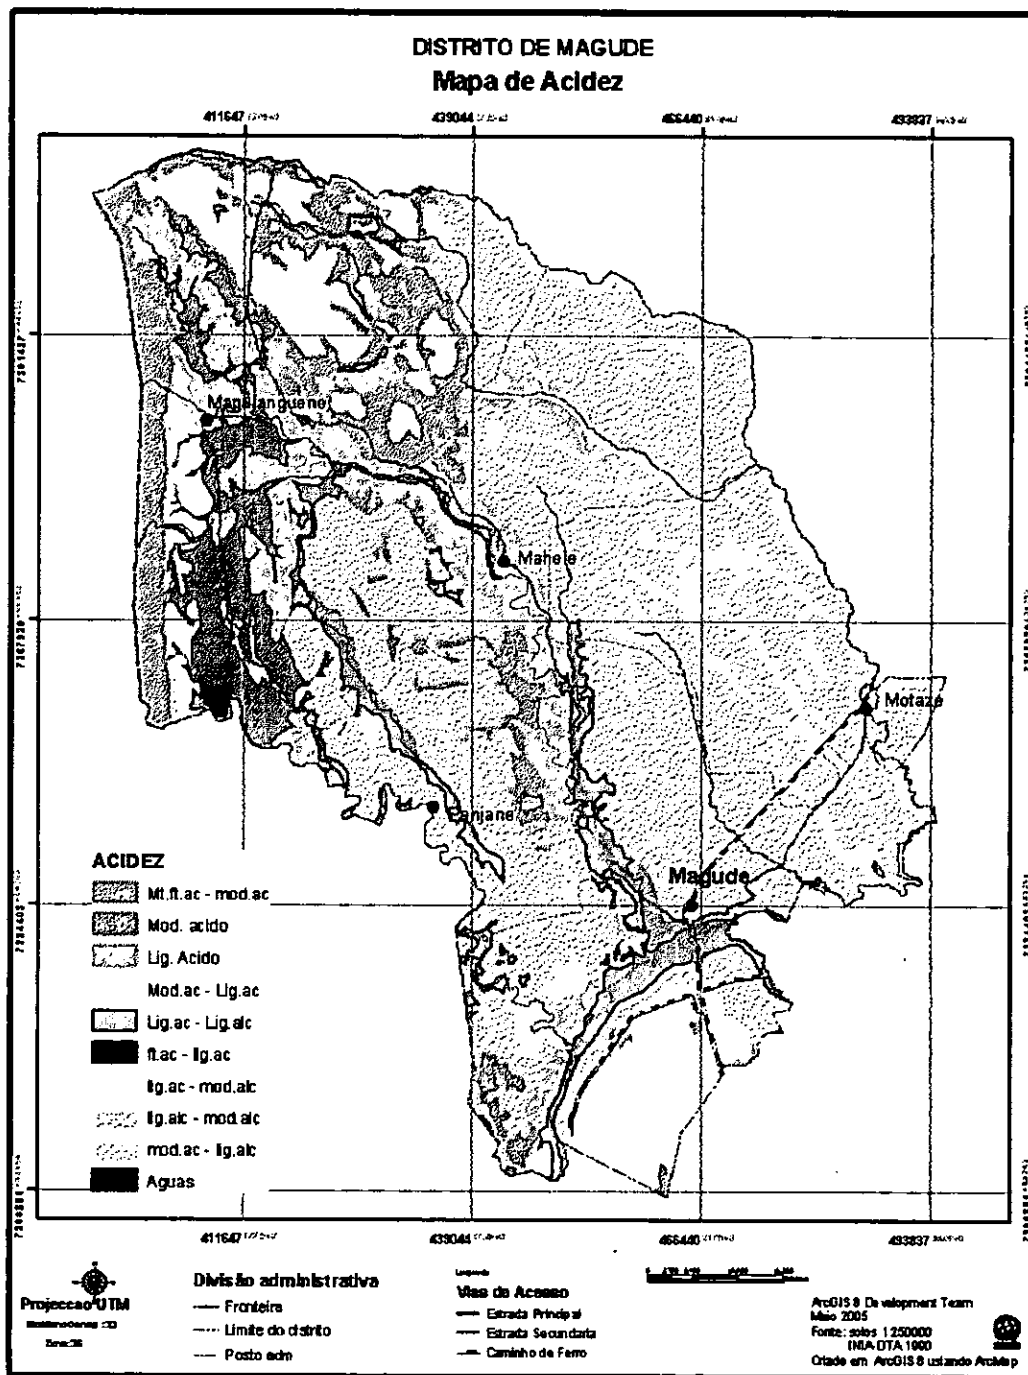 DISTRITO DE MAGUDE
Mapa de Acidez
411647
439044
466440
493837
Mahele
Motaze
Panjane
Magude
ACIDEZ
Mt.ft.ac - mod.ac
Mod. acido
Lig. Acido
Mod.ac - Lig.ac
Lig.ac - Lig.alc
ft.ac - lig.ac
lig.ac - mod.alc
lig.alc - mod.alc
mod.ac - lig.alc
Aguas
411647
439044
466440
493837
Projeccao UTM
Divisão administrativa
Fronteira
Limite do distrito
Posto adm
Vias de Acesso
Estrada Principal
Estrada Secundaria
Caminho de Ferro
ArcGIS 8 Development Team
Maio 2005
Fonte: solos 1:250000
INIA-DTA 1990
Criado em ArcGIS 8 usando ArcMap